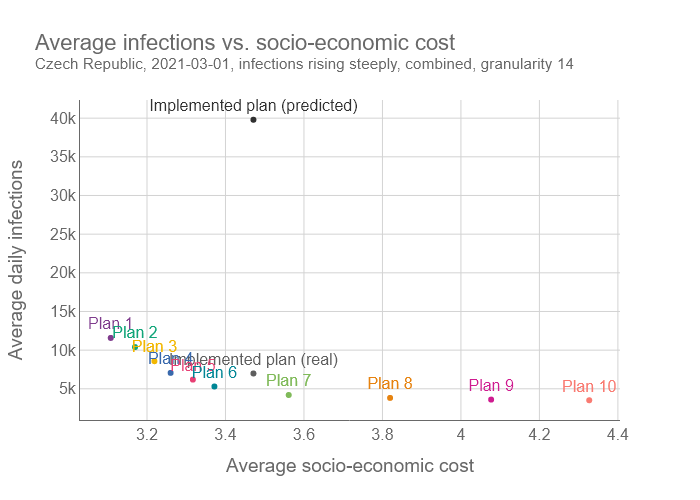 Average infections vs. socio-economic cost
Czech Republic, 2021-03-01, infections rising steeply, combined, granularity 14
Implemented plan (predicted)
40k
35k
30k
25k
20k
15k
10k
5k
Average daily infections
Plan 1
Plan 2
Plan 3
Plan 4
Plan 5
Implemented plan (real)
Plan 6
Plan 7
Plan 8
Plan 9
Plan 10
3.2
3.4
3.6
3.8
4
4.2
4.4
Average socio-economic cost